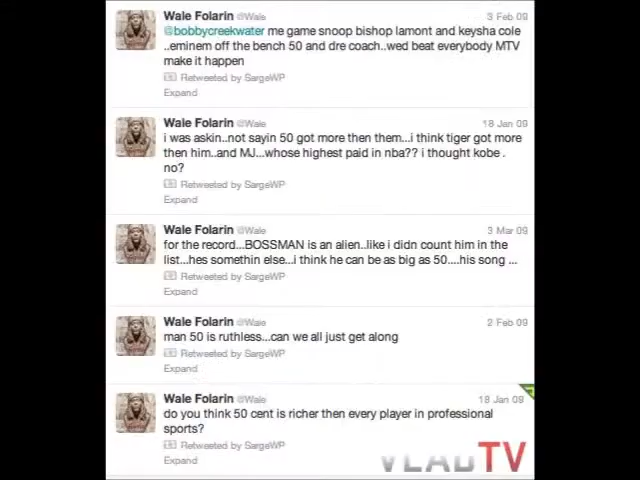 Wale Folarin @Wale 3 Feb 09
@bobbycreekwater me game snoop bishop lamont and keysha cole
..eminem off the bench 50 and dre coach..wed beat everybody MTV
make it happen
Retweeted by SargeWP
Expand
Wale Folarin @Wale 18 Jan 09
i was askin..not sayin 50 got more then them...i think tiger got more
then him..and MJ...whose highest paid in nba?? i thought kobe .
no?
Retweeted by SargeWP
Expand
Wale Folarin @Wale 3 Mar 09
for the record...BOSSMAN is an alien..like i didn count him in the
list...hes somethin else...i think he can be as big as 50....his song ...
Retweeted by SargeWP
Expand
Wale Folarin @Wale 2 Feb 09
man 50 is ruthless...can we all just get along
Retweeted by SargeWP
Expand
Wale Folarin @Wale 18 Jan 09
do you think 50 cent is richer then every player in professional
sports?
Retweeted by SargeWP
Expand
VLADTV